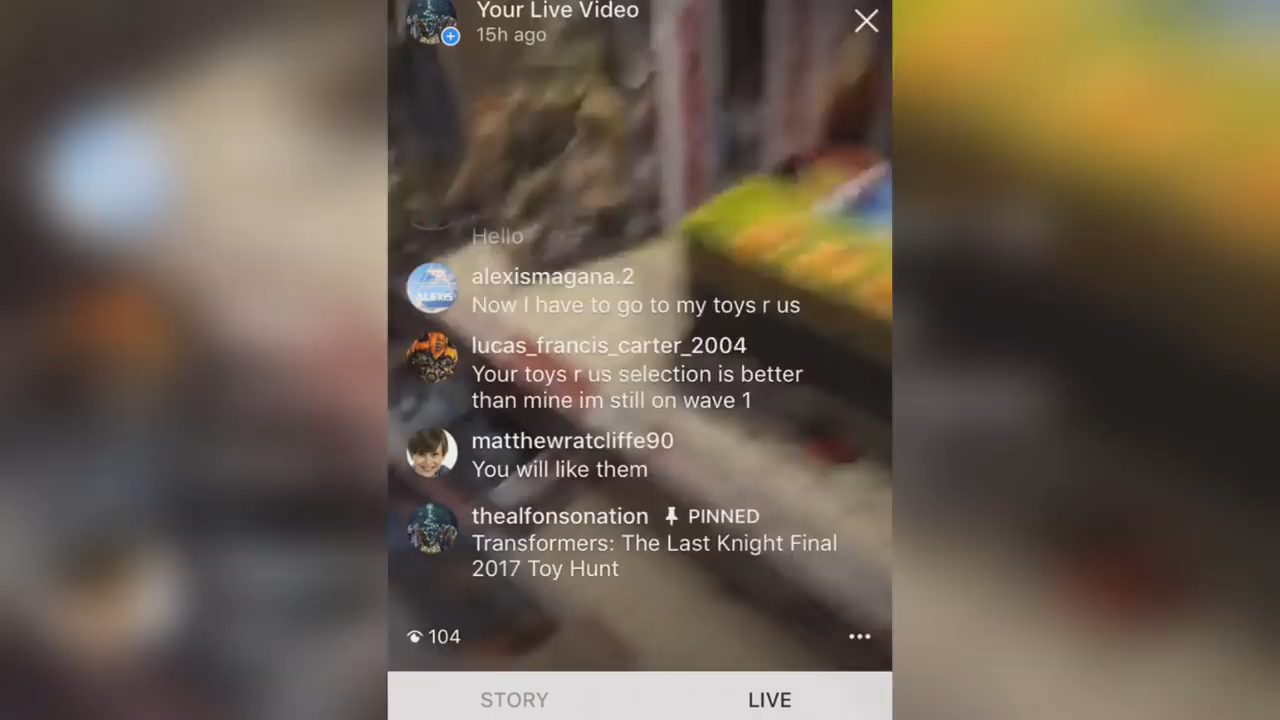 Your Live Video
15h ago
Hello
alexismagana.2
Now I have to go to my toys r us
ALEXIS
lucas_francis_carter_2004
Your toys r us selection is better
than mine im still on wave 1
matthewratcliffe90
You will like them
thealfonsonation PINNED
Transformers: The Last Knight Final
2017 Toy Hunt
104
STORY
LIVE